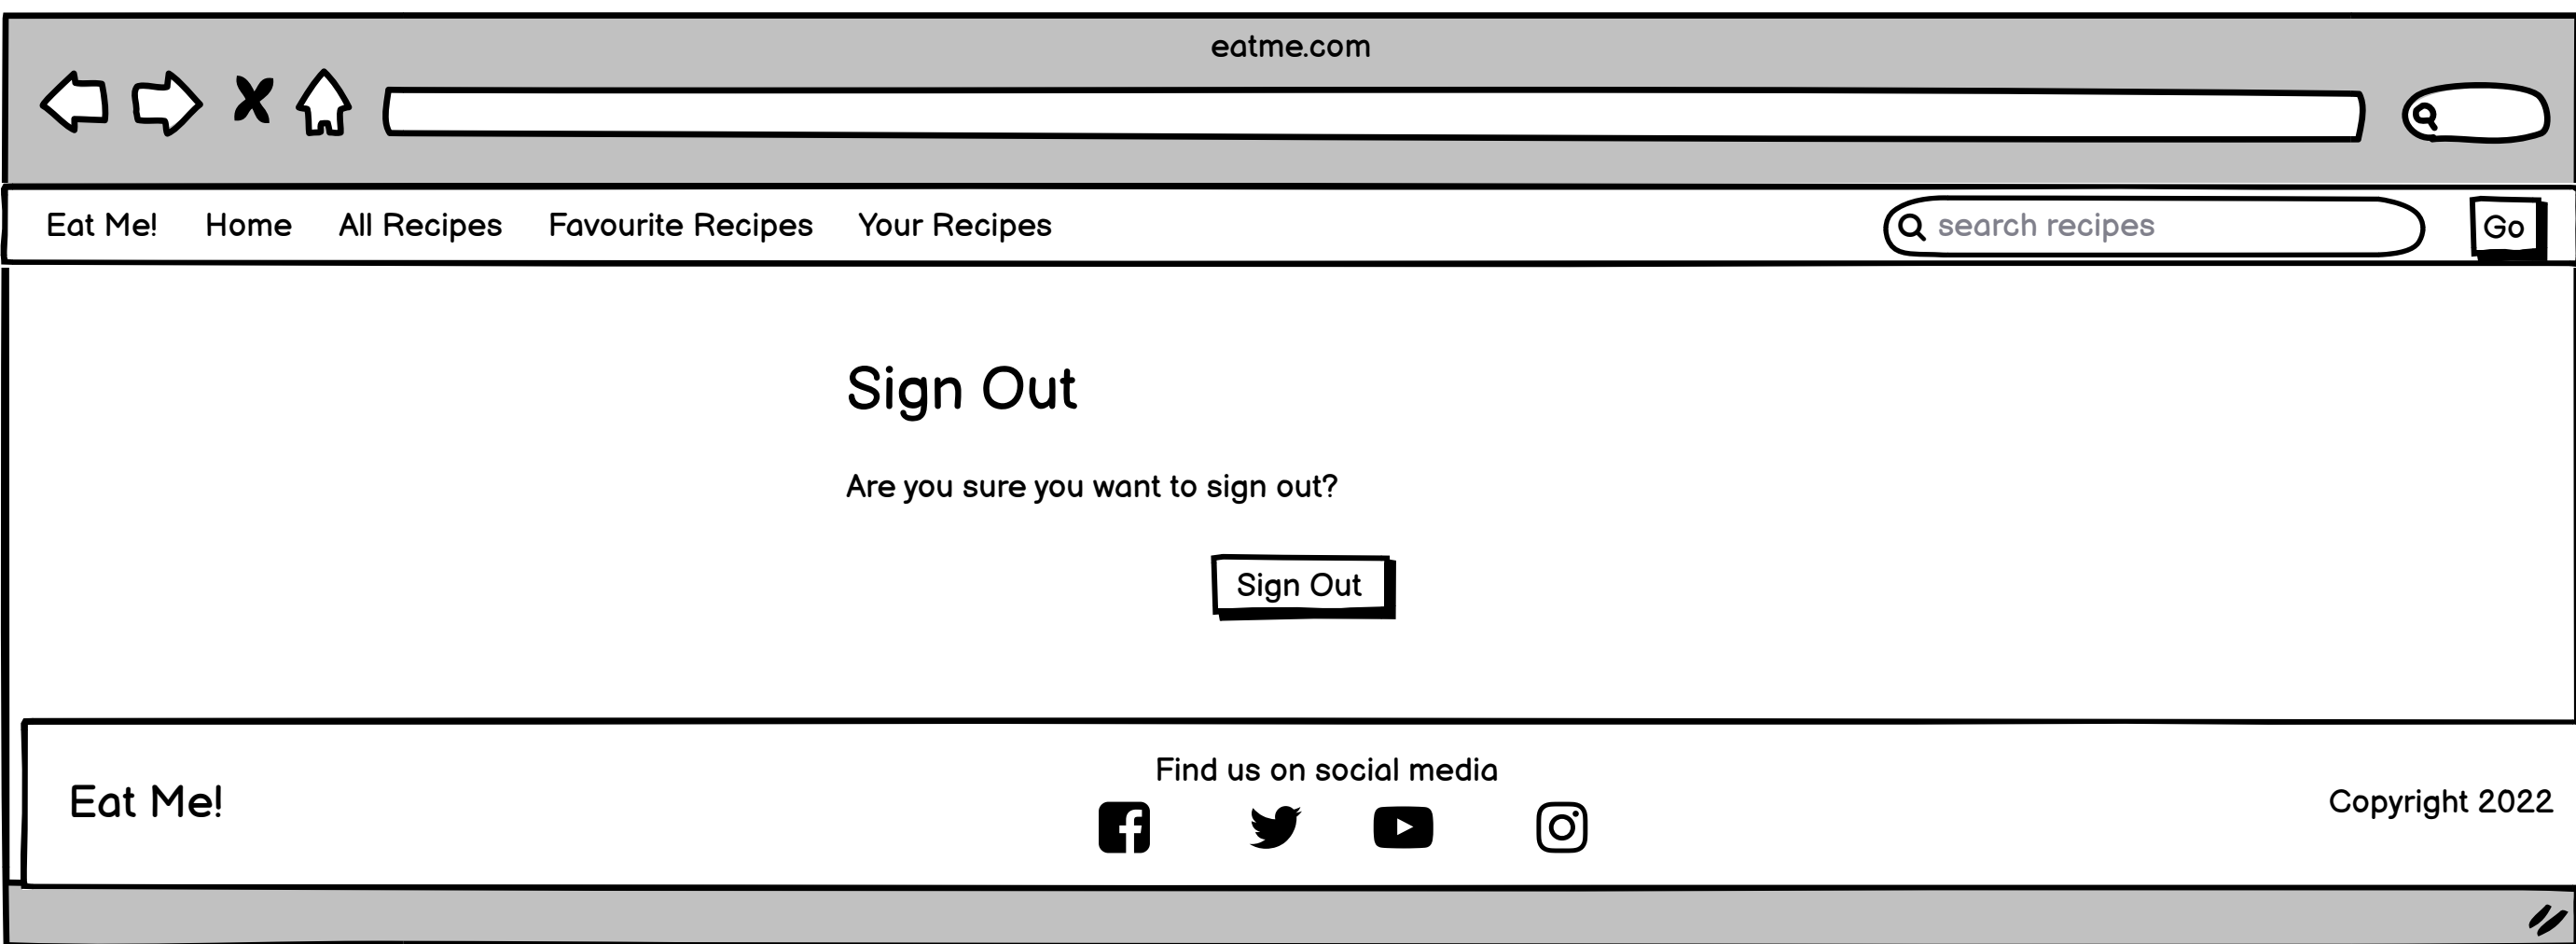 eatme.com
Eat Me! Home All Recipes Favourite Recipes Your Recipes search recipes Go
Sign Out
Are you sure you want to sign out?
Sign Out
Find us on social media
Eat Me!
Copyright 2022